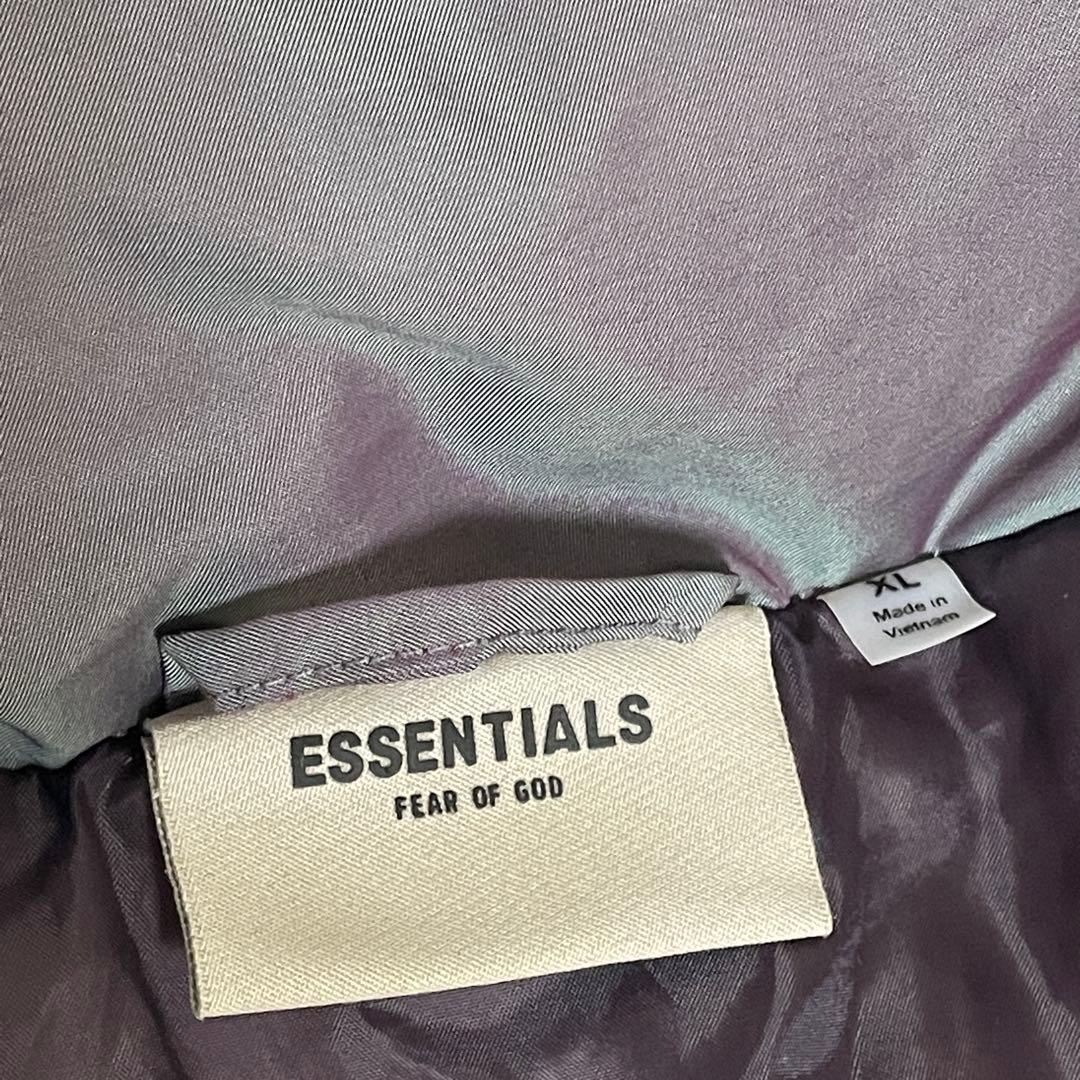 XL
Made in
Vietnam
ESSENTIALS
FEAR OF GOD